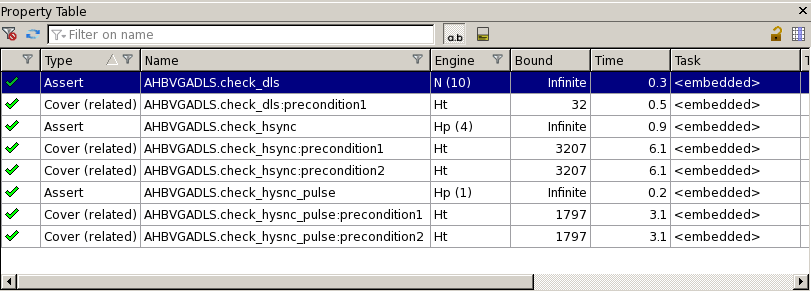 Property Table
Filter on name
a.b
Type Name Engine Bound Time Task T
Assert AHBVGADLS.check_dls N (10) Infinite 0.3 <embedded>
Cover (related) AHBVGADLS.check_dls:precondition1 Ht 32 0.5 <embedded>
Assert AHBVGADLS.check_hsync Hp (4) Infinite 0.9 <embedded>
Cover (related) AHBVGADLS.check_hsync:precondition1 Ht 3207 6.1 <embedded>
Cover (related) AHBVGADLS.check_hsync:precondition2 Ht 3207 6.1 <embedded>
Assert AHBVGADLS.check_hysnc_pulse Hp (1) Infinite 0.2 <embedded>
Cover (related) AHBVGADLS.check_hysnc_pulse:precondition1 Ht 1797 3.1 <embedded>
Cover (related) AHBVGADLS.check_hysnc_pulse:precondition2 Ht 1797 3.1 <embedded>